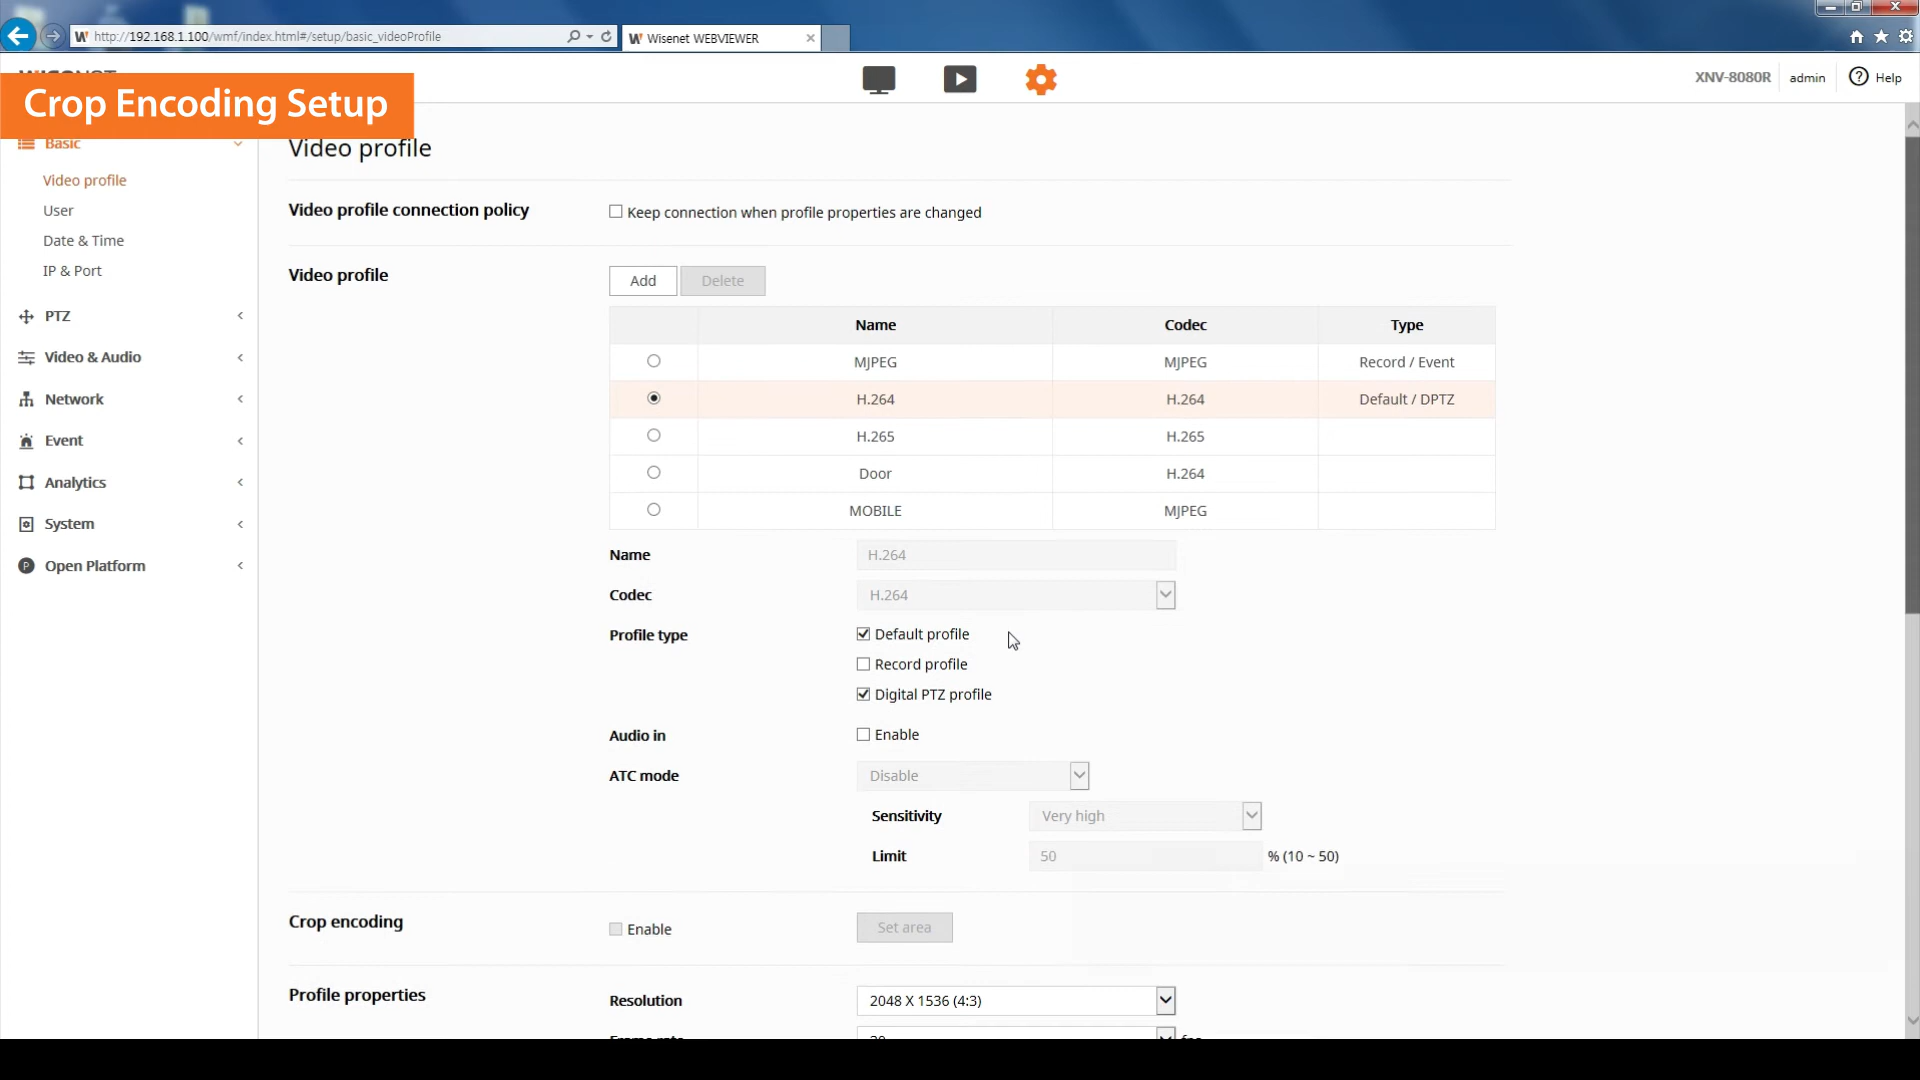 http://192.168.1.100/wmf/index.html#/setup/basic_videoProfile
Wisenet WEBVIEWER
XNV-8080R
admin
Help
Crop Encoding Setup
Basic
Video profile
User
Date & Time
IP & Port
PTZ
Video & Audio
Network
Event
Analytics
System
Open Platform
Video profile
Video profile connection policy
Keep connection when profile properties are changed
Video profile
Add Delete
Name Codec Type
MJPEG MJPEG Record / Event
H.264 H.264 Default / DPTZ
H.265 H.265
Door H.264
MOBILE MJPEG
Name H.264
Codec H.264
Profile type Default profile
Record profile
Digital PTZ profile
Audio in Enable
ATC mode Disable
Sensitivity Very high
Limit 50 % (10 ~ 50)
Crop encoding Enable Set area
Profile properties Resolution 2048 X 1536 (4:3)